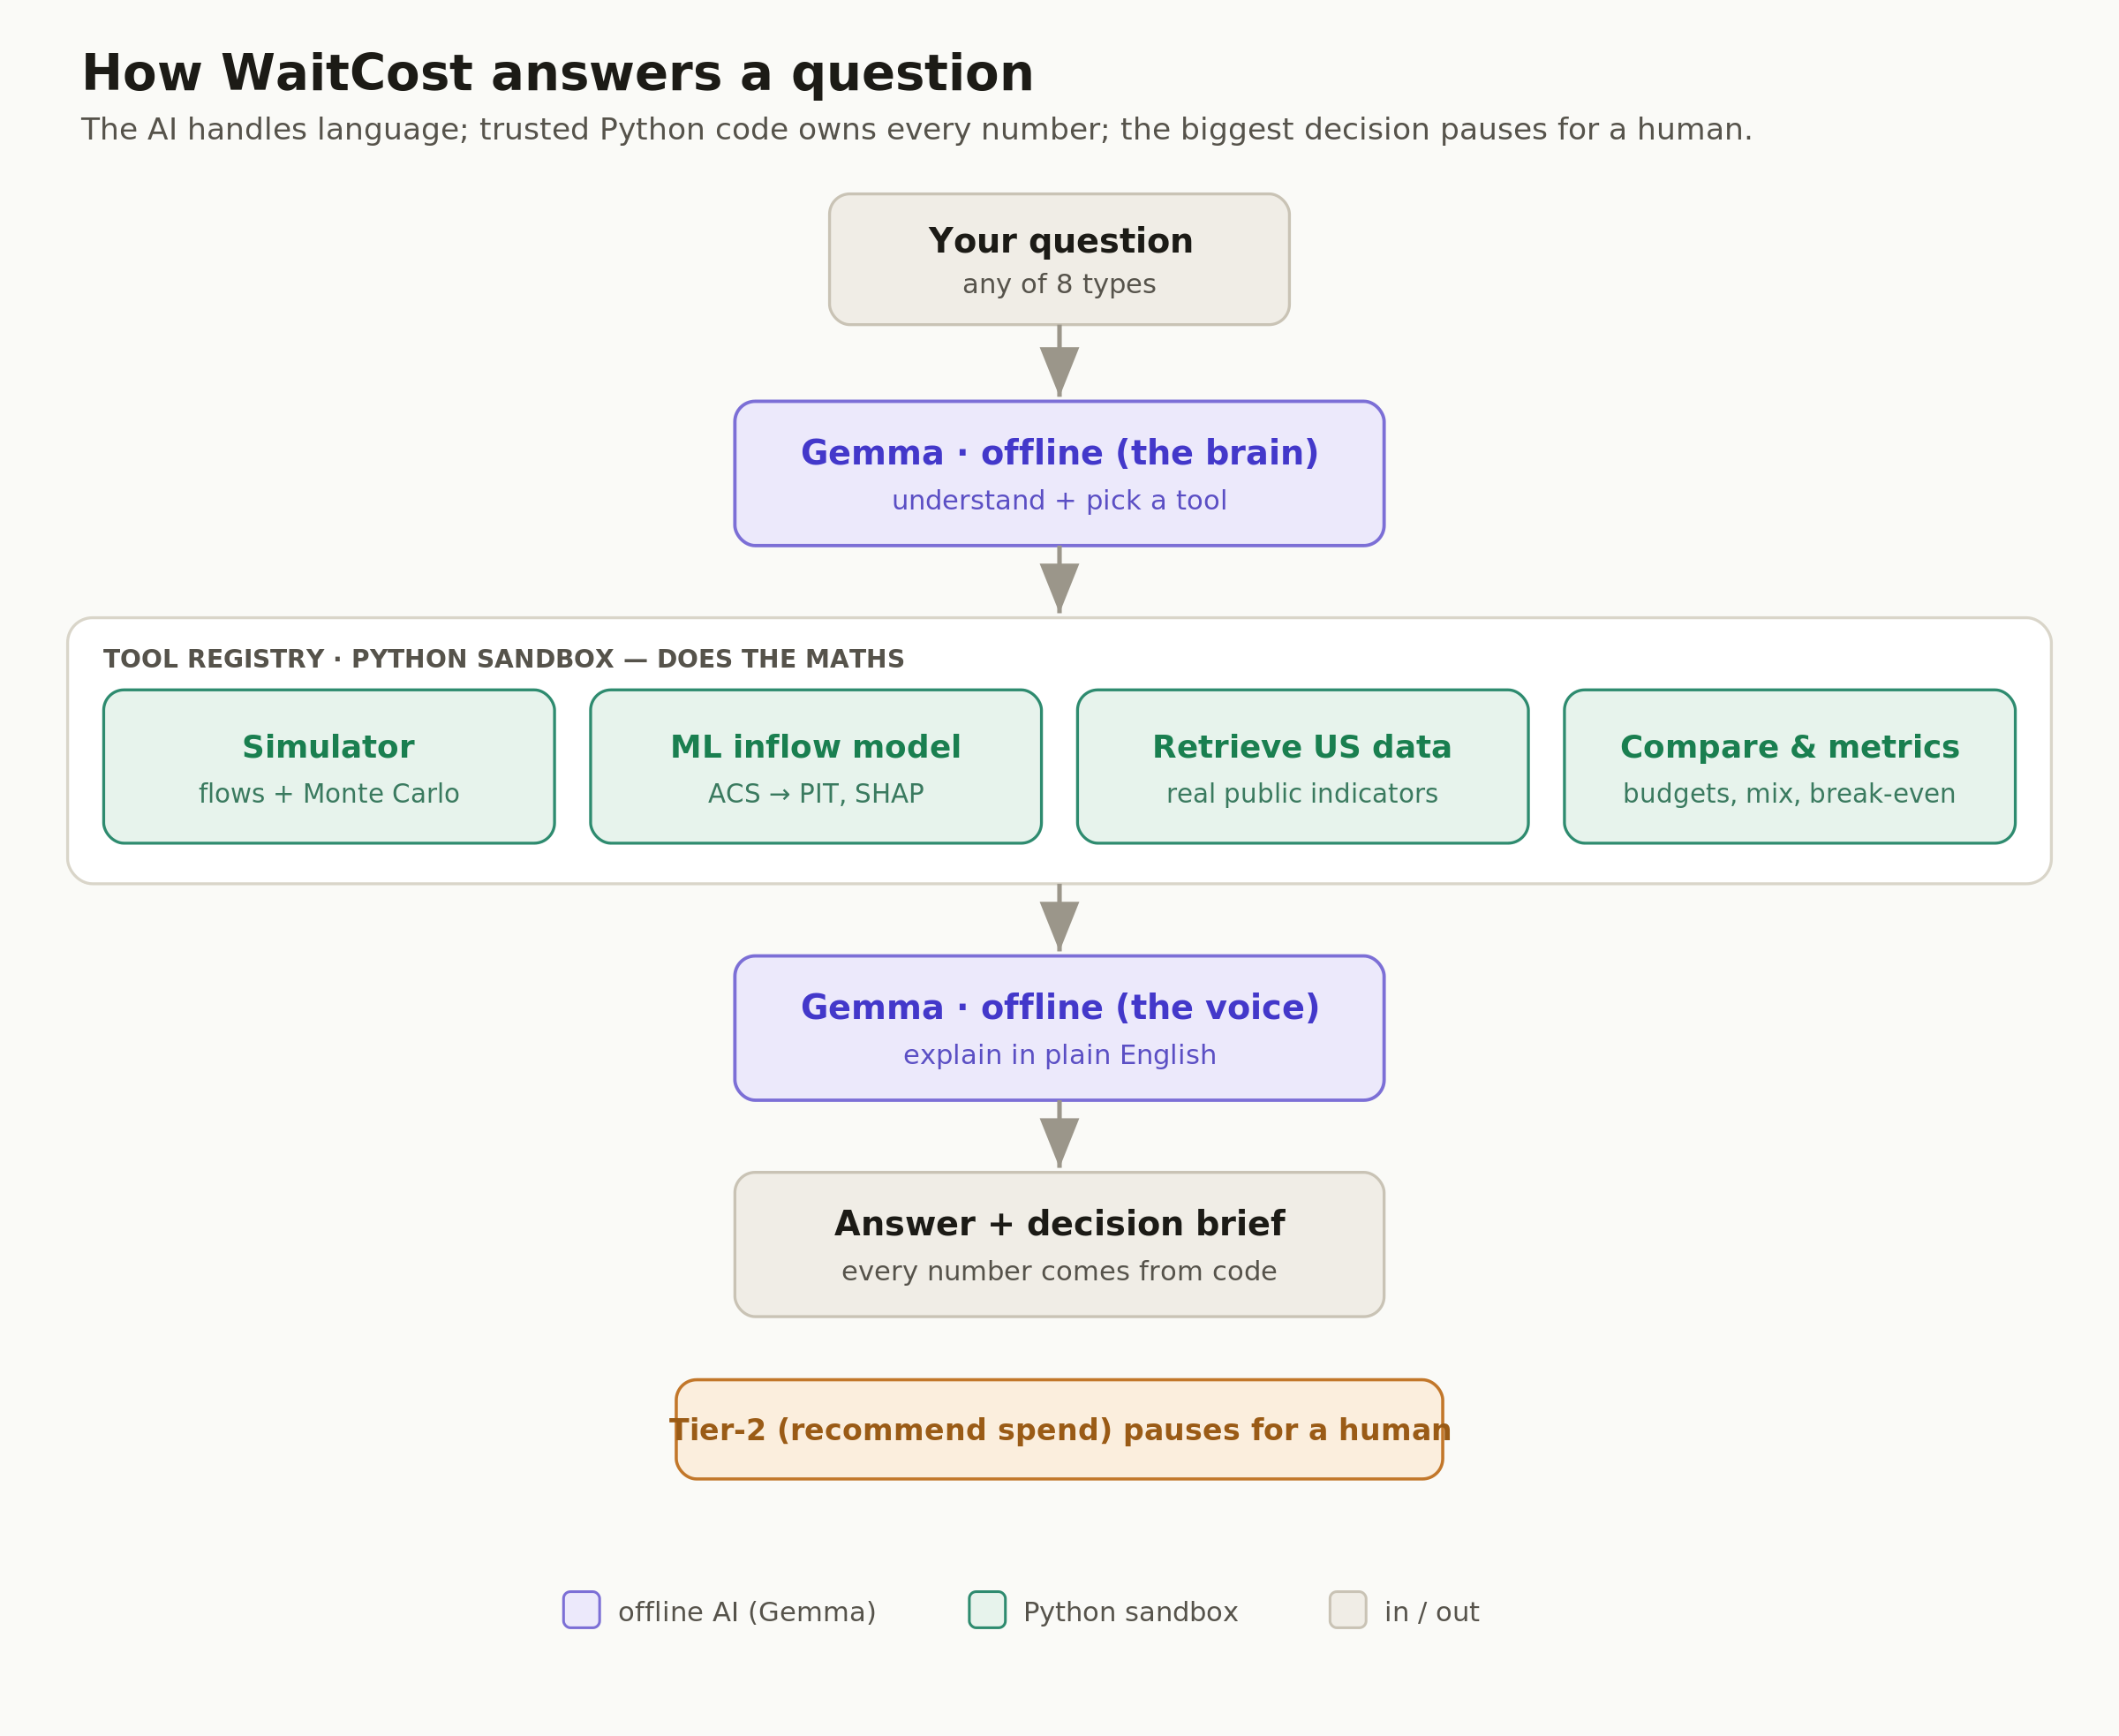 How WaitCost answers a question
The AI handles language; trusted Python code owns every number; the biggest decision pauses for a human.
Your question
any of 8 types
Gemma · offline (the brain)
understand + pick a tool
TOOL REGISTRY · PYTHON SANDBOX — DOES THE MATHS
Simulator
flows + Monte Carlo
ML inflow model
ACS → PIT, SHAP
Retrieve US data
real public indicators
Compare & metrics
budgets, mix, break-even
Gemma · offline (the voice)
explain in plain English
Answer + decision brief
every number comes from code
Tier-2 (recommend spend) pauses for a human
offline AI (Gemma)
Python sandbox
in / out